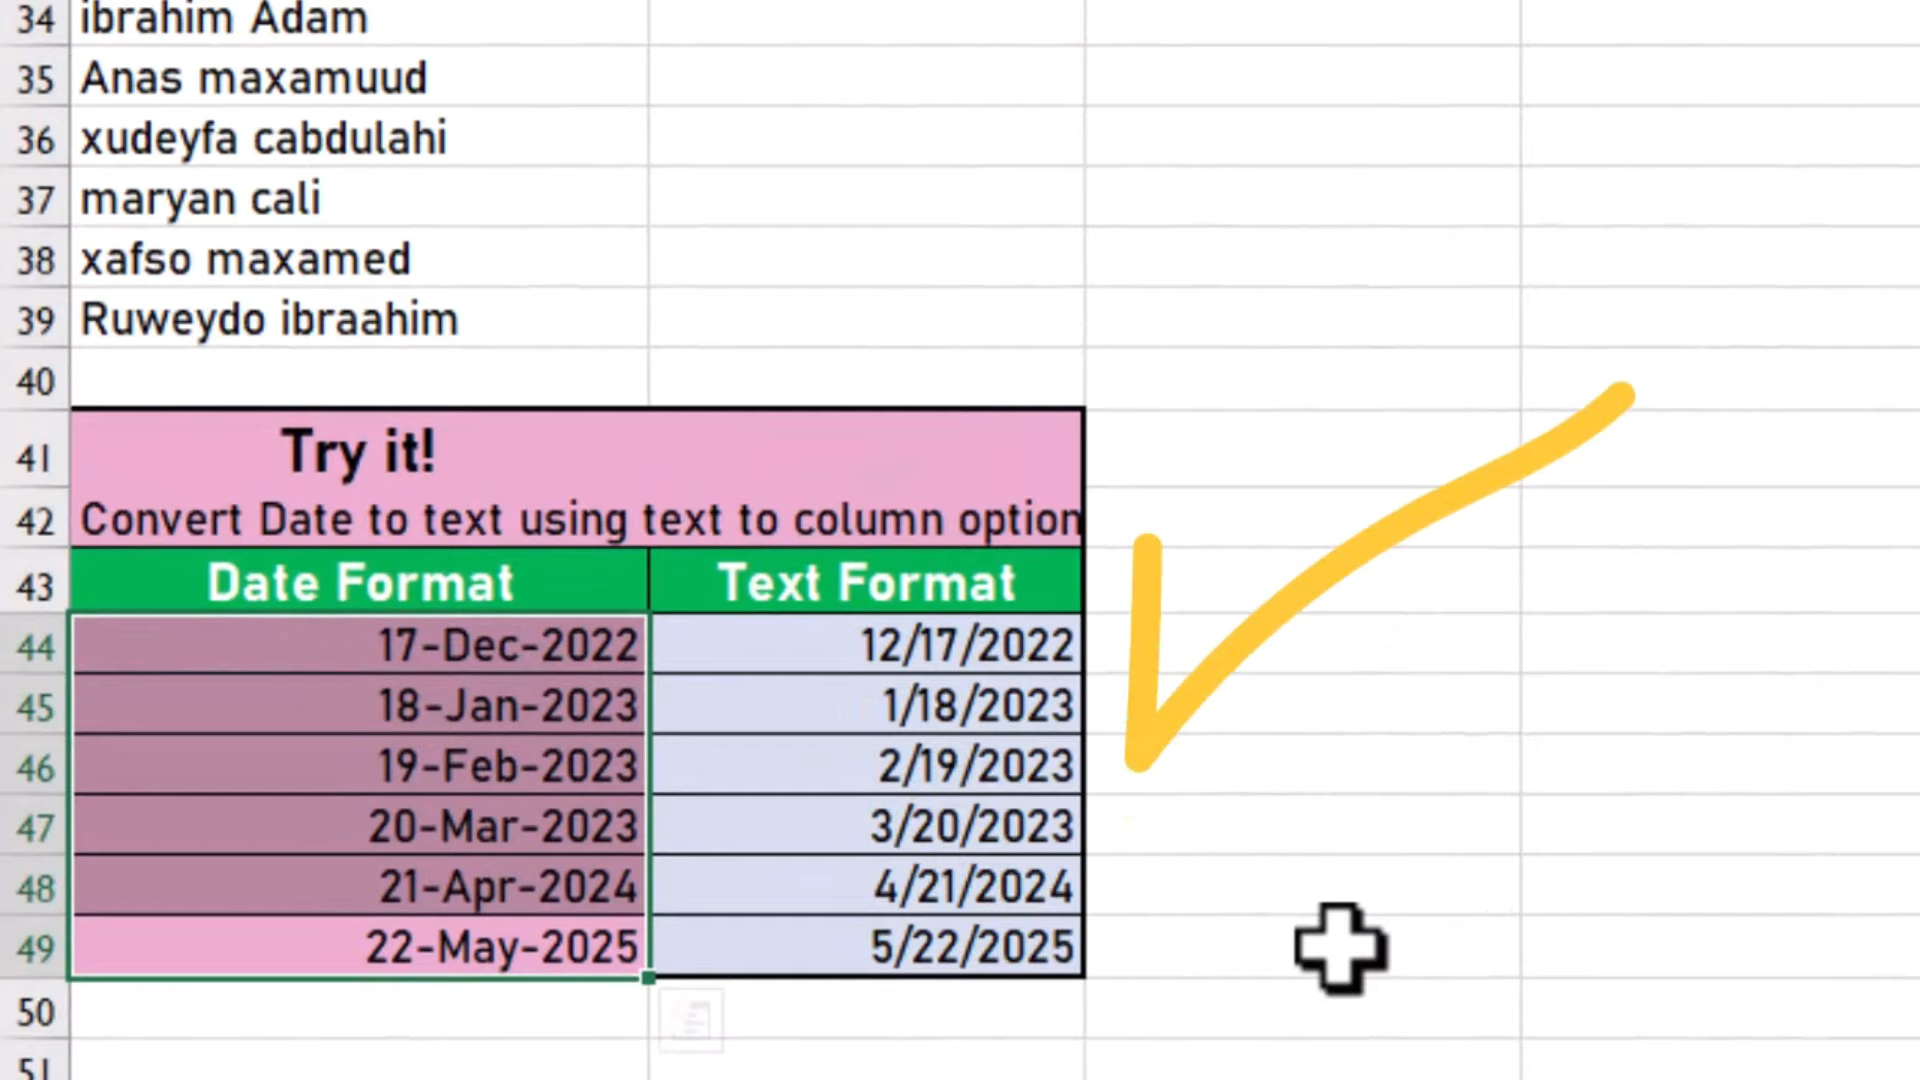 34 ibrahim Adam
35 Anas maxamuud
36 xudeyfa cabdulahi
37 maryan cali
38 xafso maxamed
39 Ruweydo ibraahim
40
41 Try it!
42 Convert Date to text using text to column option
43 Date Format Text Format
44 17-Dec-2022 12/17/2022
45 18-Jan-2023 1/18/2023
46 19-Feb-2023 2/19/2023
47 20-Mar-2023 3/20/2023
48 21-Apr-2024 4/21/2024
49 22-May-2025 5/22/2025
50
51